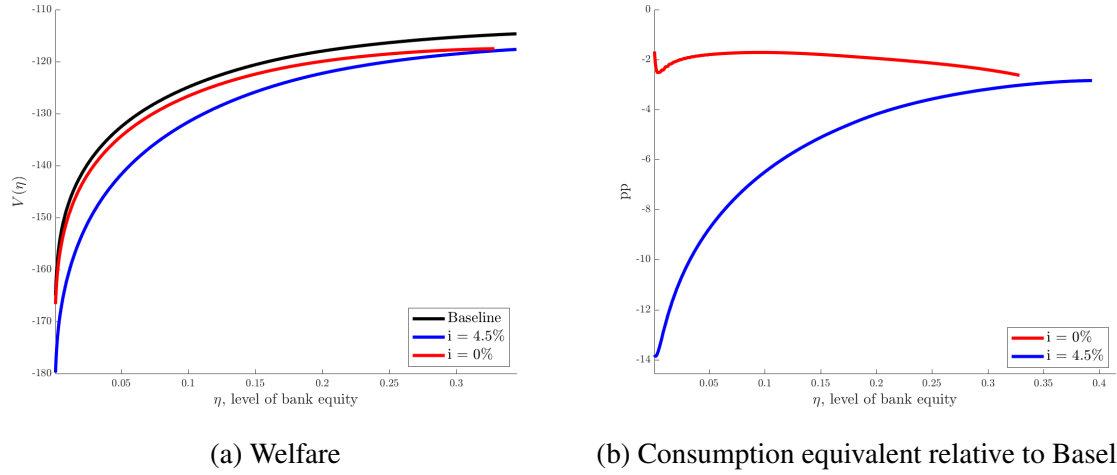 -110
-120
-130
-140
-150
-160
-170
-180
V(η)
0.05
0.1
0.15
0.2
0.25
0.3
η, level of bank equity
Baseline
i = 4.5%
i = 0%
(a) Welfare
0
-2
-4
-6
-8
-10
-12
-14
pp
0.05
0.1
0.15
0.2
0.25
0.3
0.35
0.4
η, level of bank equity
i = 0%
i = 4.5%
(b) Consumption equivalent relative to Basel